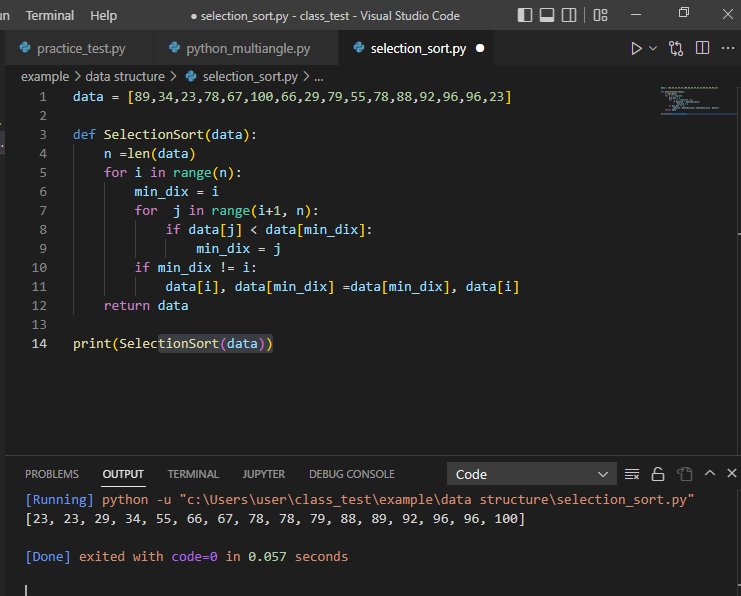 un Terminal Help ● selection_sort.py - class_test - Visual Studio Code
practice_test.py python_multiangle.py selection_sort.py ●
example > data structure > selection_sort.py > ...
1 data = [89,34,23,78,67,100,66,29,79,55,78,88,92,96,96,23]
2
3 def SelectionSort(data):
4 n =len(data)
5 for i in range(n):
6 min_dix = i
7 for  j in range(i+1, n):
8 if data[j] < data[min_dix]:
9 min_dix = j
10 if min_dix != i:
11 data[i], data[min_dix] =data[min_dix], data[i]
12 return data
13
14 print(SelectionSort(data))
PROBLEMS OUTPUT TERMINAL JUPYTER DEBUG CONSOLE Code
[Running] python -u "c:\Users\user\class_test\example\data structure\selection_sort.py"
[23, 23, 29, 34, 55, 66, 67, 78, 78, 79, 88, 89, 92, 96, 96, 100]
[Done] exited with code=0 in 0.057 seconds